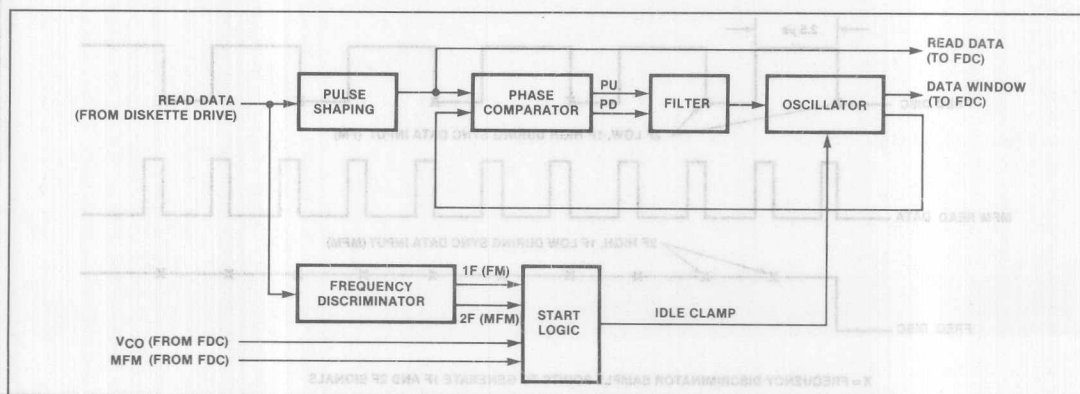 READ DATA
(TO FDC)
READ DATA
(FROM DISKETTE DRIVE)
PULSE
SHAPING
PHASE
COMPARATOR
PU
PD
FILTER
OSCILLATOR
DATA WINDOW
(TO FDC)
FREQUENCY
DISCRIMINATOR
1F (FM)
2F (MFM)
START
LOGIC
IDLE CLAMP
VCO (FROM FDC)
MFM (FROM FDC)